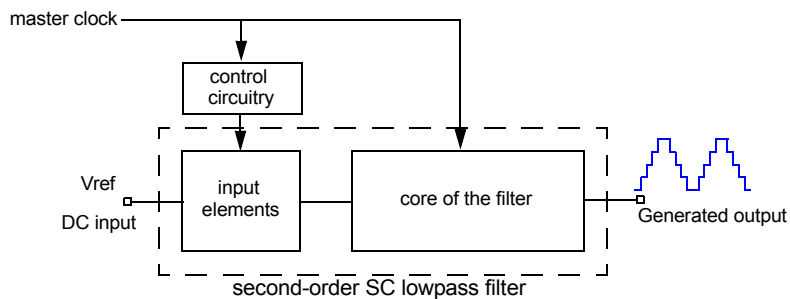 master clock
control
circuitry
Vref
DC input
input
elements
core of the filter
Generated output
second-order SC lowpass filter